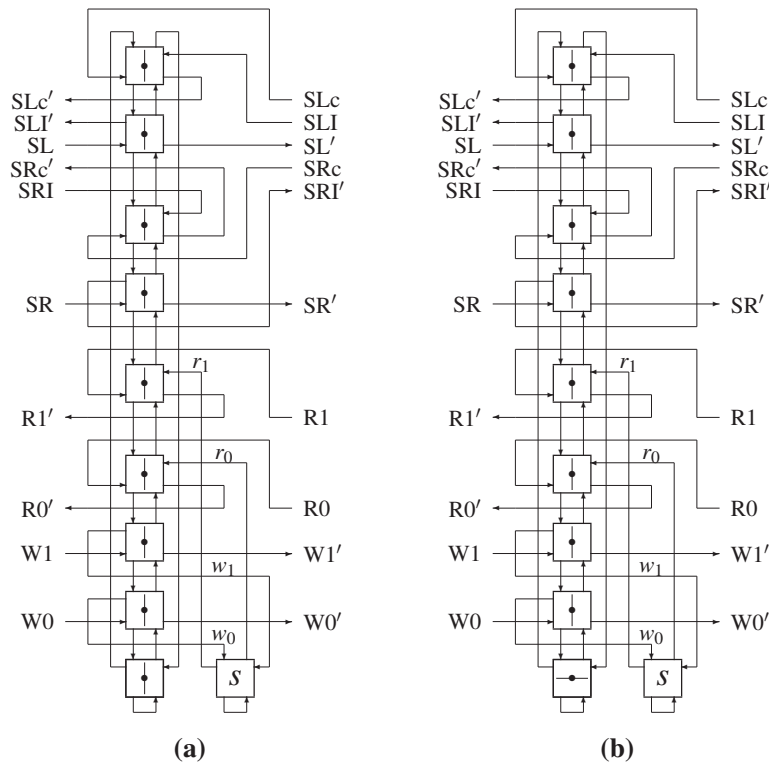 SLc′ SLc SLc′ SLc
SLI′ SLI SLI′ SLI
SL SL′ SL SL′
SRc′ SRc SRc′ SRc
SRI SRI′ SRI SRI′
SR SR′ SR SR′
r₁ r₁
R1′ R1 R1′ R1
r₀ r₀
R0′ R0 R0′ R0
W1 W1′ W1 W1′
w₁ w₁
W0 W0′ W0 W0′
w₀ w₀
S S
(a) (b)